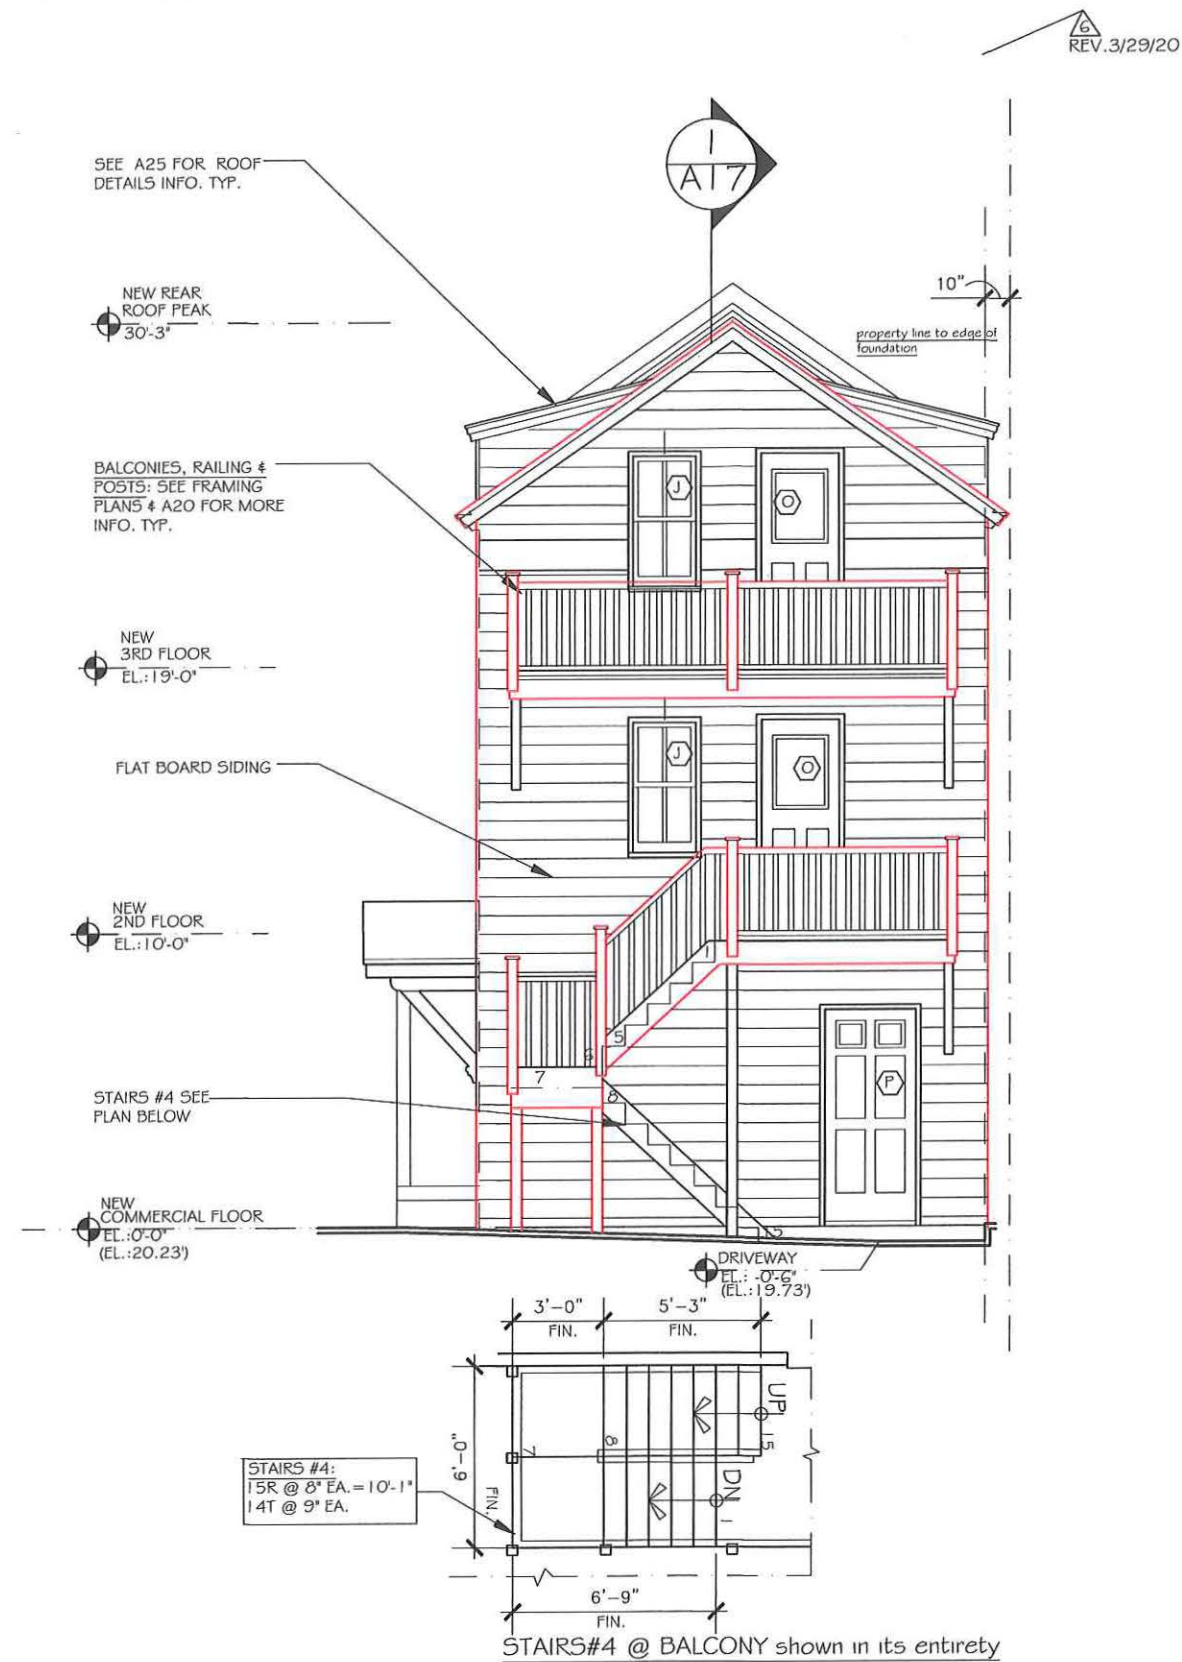 6
REV.3/29/20
1
A17
SEE A25 FOR ROOF
DETAILS INFO. TYP.
NEW REAR
ROOF PEAK
30'-3"
10"
property line to edge of
foundation
BALCONIES, RAILING &
POSTS: SEE FRAMING
PLANS & A20 FOR MORE
INFO. TYP.
J
O
NEW
3RD FLOOR
EL.:19'-0"
J
O
FLAT BOARD SIDING
NEW
2ND FLOOR
EL.:10'-0"
1
5
6
7
8
P
STAIRS #4 SEE
PLAN BELOW
NEW
COMMERCIAL FLOOR
EL.:0'-0"
(EL.:20.23')
15
DRIVEWAY
EL.: -0'-6"
(EL.:19.73')
3'-0"
FIN.
5'-3"
FIN.
UP
15
8
7
6'-0"
FIN.
DN
1
STAIRS #4:
15R @ 8" EA.=10'-1"
14T @ 9" EA.
6'-9"
FIN.
STAIRS#4 @ BALCONY shown in its entirety